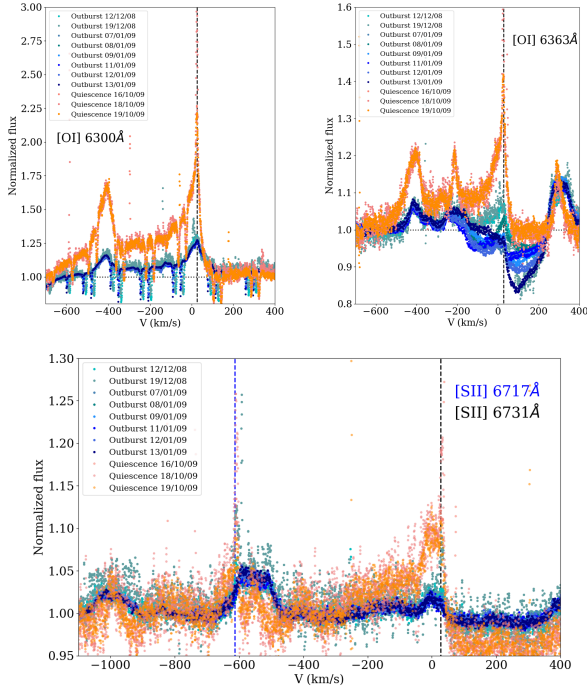 3.00
2.75
2.50
2.25
2.00
1.75
1.50
1.25
1.00
Normalized flux
Outburst 12/12/08
Outburst 19/12/08
Outburst 07/01/09
Outburst 08/01/09
Outburst 09/01/09
Outburst 11/01/09
Outburst 12/01/09
Outburst 13/01/09
Quiescence 16/10/09
Quiescence 18/10/09
Quiescence 19/10/09
[OI] 6300Å
−600 −400 −200 0 200 400
V (km/s)
1.6
1.5
1.4
1.3
1.2
1.1
1.0
0.9
0.8
Normalized flux
Outburst 12/12/08
Outburst 19/12/08
Outburst 07/01/09
Outburst 08/01/09
Outburst 09/01/09
Outburst 11/01/09
Outburst 12/01/09
Outburst 13/01/09
Quiescence 16/10/09
Quiescence 18/10/09
Quiescence 19/10/09
[OI] 6363Å
−600 −400 −200 0 200 400
V (km/s)
1.30
1.25
1.20
1.15
1.10
1.05
1.00
0.95
Normalized flux
Outburst 12/12/08
Outburst 19/12/08
Outburst 07/01/09
Outburst 08/01/09
Outburst 09/01/09
Outburst 11/01/09
Outburst 12/01/09
Outburst 13/01/09
Quiescence 16/10/09
Quiescence 18/10/09
Quiescence 19/10/09
[SII] 6717Å
[SII] 6731Å
−1000 −800 −600 −400 −200 0 200 400
V (km/s)